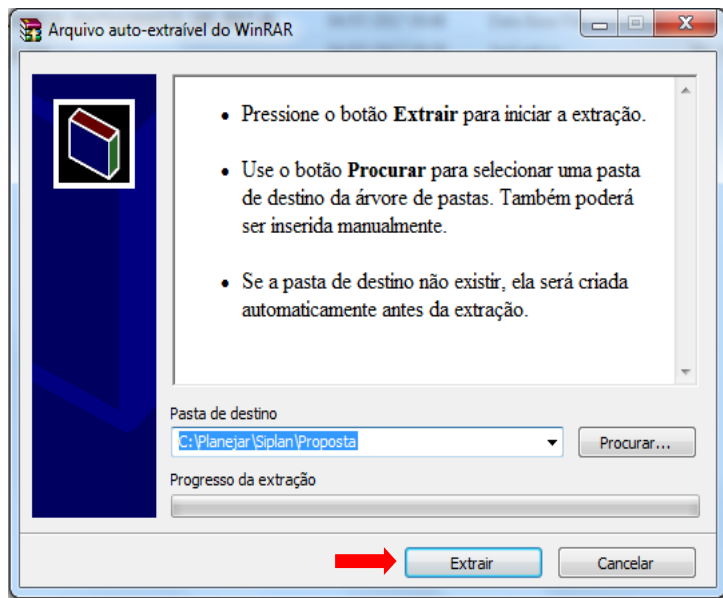 Arquivo auto-extraível do WinRAR
• Pressione o botão Extrair para iniciar a extração.
• Use o botão Procurar para selecionar uma pasta
de destino da árvore de pastas. Também poderá
ser inserida manualmente.
• Se a pasta de destino não existir, ela será criada
automaticamente antes da extração.
Pasta de destino
C:\Planejar\Siplan\Proposta
Procurar...
Progresso da extração
Extrair
Cancelar